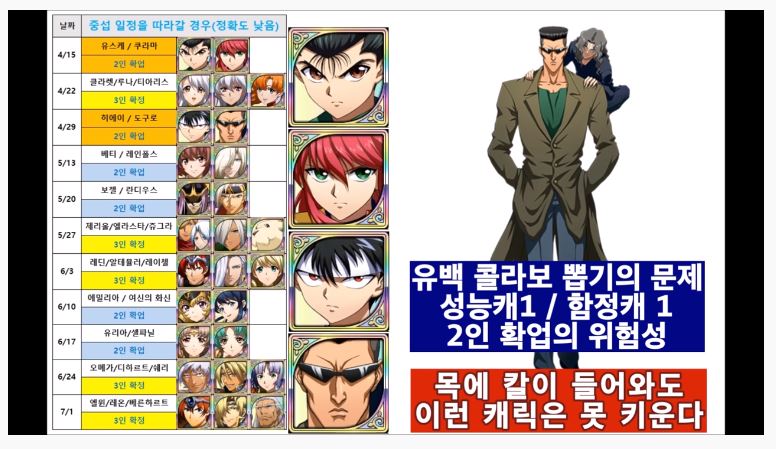 날짜
중섭 일정을 따라갈 경우(정확도 낮음)
4/15
유스케 / 쿠라마
2인 확업
4/22
클라렛/루나/티아리스
3인 확정
4/29
히에이 / 도구로
2인 확업
5/13
베티 / 레인폴스
2인 확업
5/20
보젤 / 란디우스
2인 확업
5/27
제리올/엘라스타/쥬그라
3인 확정
6/3
레딘/알테뮬러/레이첼
3인 확정
6/10
에밀리아 / 여신의 화신
2인 확업
6/17
유리아/셀파닐
2인 확업
6/24
오메가/디하르트/쉐리
3인 확정
7/1
엘윈/레온/베른하르트
3인 확정
유백 콜라보 뽑기의 문제
성능캐1 / 함정캐 1
2인 확업의 위험성
목에 칼이 들어와도
이런 캐릭은 못 키운다